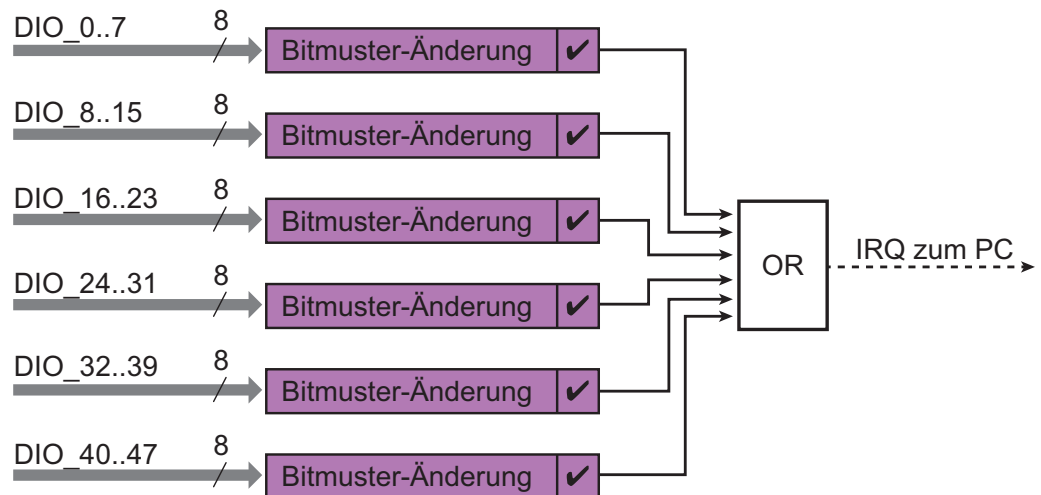 DIO_0..7 8 Bitmuster-Änderung ✔
DIO_8..15 8 Bitmuster-Änderung ✔
DIO_16..23 8 Bitmuster-Änderung ✔
DIO_24..31 8 Bitmuster-Änderung ✔
DIO_32..39 8 Bitmuster-Änderung ✔
DIO_40..47 8 Bitmuster-Änderung ✔
OR
IRQ zum PC